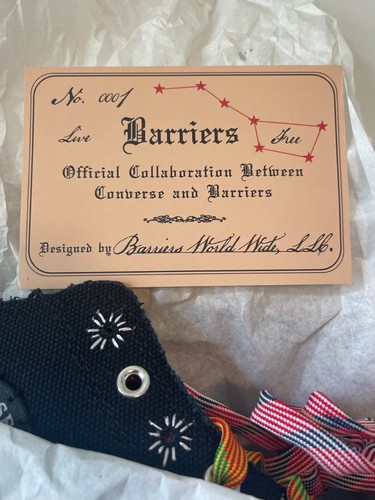 No. 0001
Live Barriers Free
Official Collaboration Between
Converse and Barriers
Designed by Barriers World Wide, LLC.